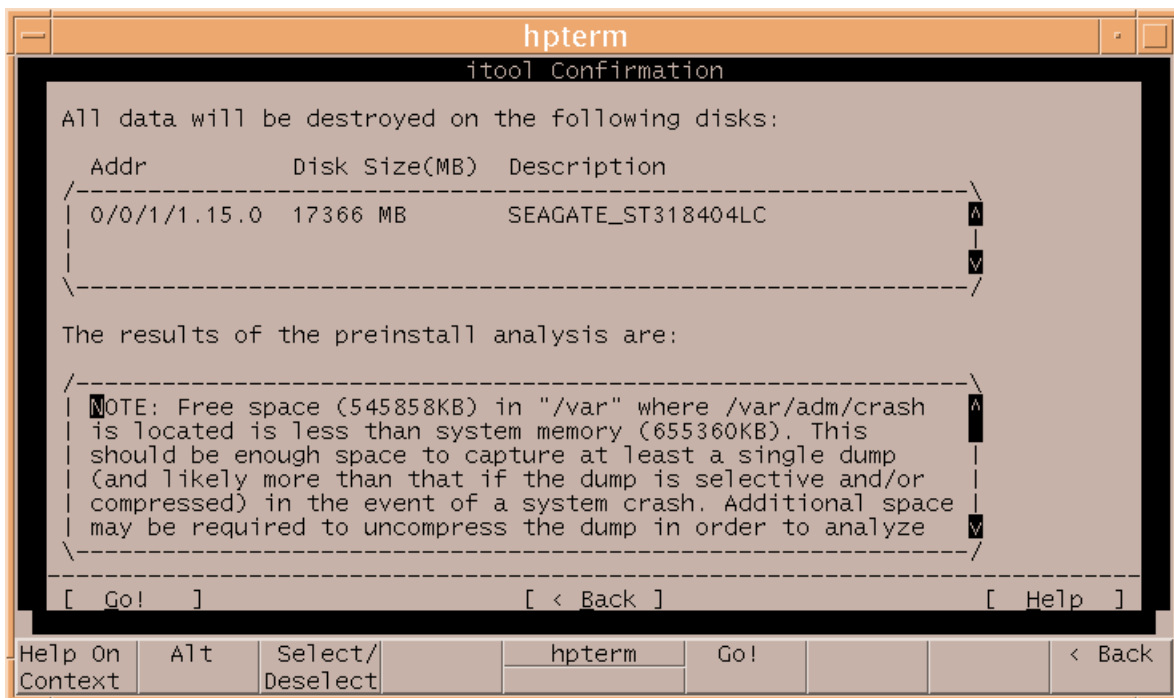 hpterm
itool Confirmation
All data will be destroyed on the following disks:
Addr Disk Size(MB) Description
0/0/1/1.15.0 17366 MB SEAGATE_ST318404LC
The results of the preinstall analysis are:
NOTE: Free space (545858KB) in "/var" where /var/adm/crash
is located is less than system memory (655360KB). This
should be enough space to capture at least a single dump
(and likely more than that if the dump is selective and/or
compressed) in the event of a system crash. Additional space
may be required to uncompress the dump in order to analyze
[ Go! ] [ < Back ] [ Help ]
Help On Context Alt Select/Deselect hpterm Go! < Back